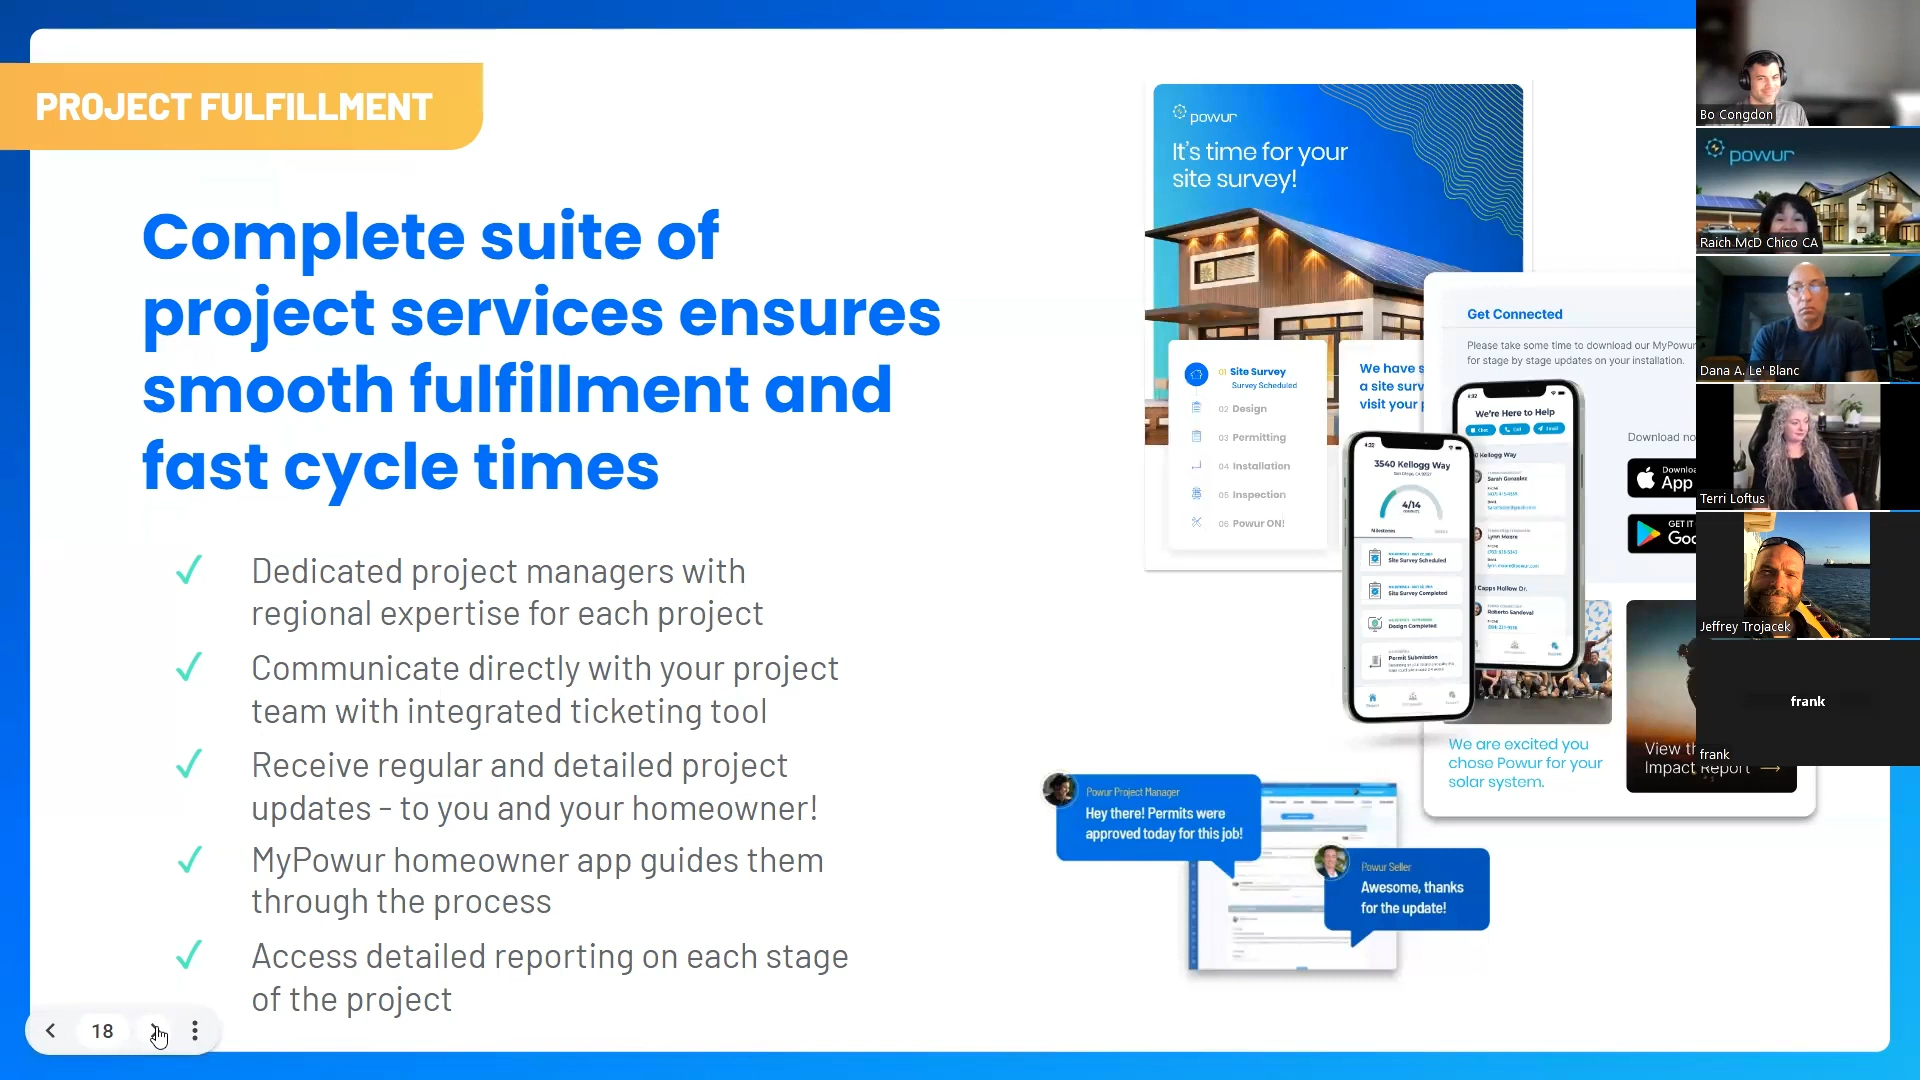 PROJECT FULFILLMENT
Complete suite of
project services ensures
smooth fulfillment and
fast cycle times
Dedicated project managers with
regional expertise for each project
Communicate directly with your project
team with integrated ticketing tool
Receive regular and detailed project
updates - to you and your homeowner!
MyPowur homeowner app guides them
through the process
Access detailed reporting on each stage
of the project
18
powur
It's time for your
site survey!
01 Site Survey
Survey Scheduled
02 Design
03 Permitting
04 Installation
05 Inspection
06 Powur ON!
We have s
a site surv
visit your p
Get Connected
Please take some time to download our MyPowur
for stage by stage updates on your installation.
Download no
App
GET IT
Goo
4:32
We're Here to Help
Chat
Call
Email
Kellogg Way
Sarah Gonzalez
Lynn Moore
Capps Hollow Dr.
Roberto Sandoval
4:32
3540 Kellogg Way
4/14
Milestones
Site Survey Scheduled
Site Survey Completed
Design Completed
Permit Submission
We are excited you
chose Powur for your
solar system.
View th
Impact Report
Powur Project Manager
Hey there! Permits were
approved today for this job!
Powur Seller
Awesome, thanks
for the update!
Bo Congdon
powur
Raich McD Chico CA
Dana A. Le' Blanc
Terri Loftus
Jeffrey Trojacek
frank
frank